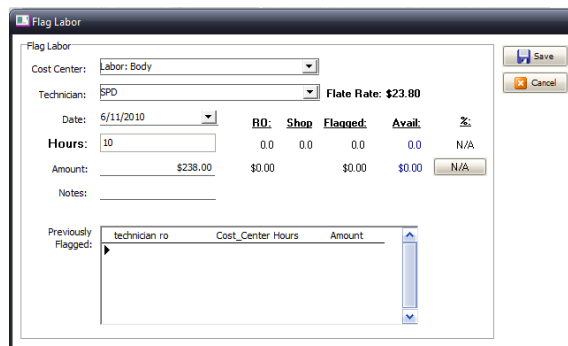 Flag Labor
Flag Labor
Save
Cost Center: Labor: Body
Cancel
Technician: SPD Flate Rate: $23.80
Date: 6/11/2010 RO: Shop Flagged: Avail: %:
Hours: 10 0.0 0.0 0.0 0.0 N/A
Amount: $238.00 $0.00 $0.00 $0.00 N/A
Notes:
Previously Flagged:
technician ro Cost_Center Hours Amount